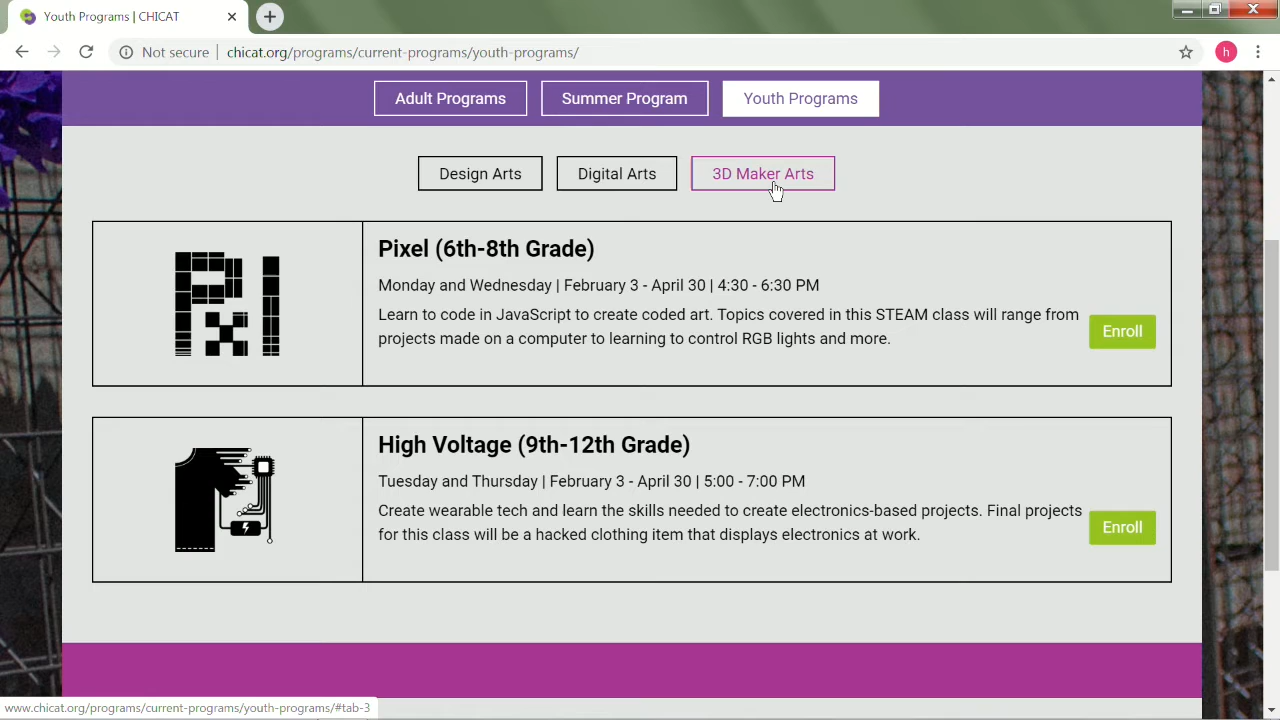 Youth Programs | CHICAT
Not secure
chicat.org/programs/current-programs/youth-programs/
h
Adult Programs
Summer Program
Youth Programs
Design Arts
Digital Arts
3D Maker Arts
PIXL
Pixel (6th-8th Grade)
Monday and Wednesday | February 3 - April 30 | 4:30 - 6:30 PM
Learn to code in JavaScript to create coded art. Topics covered in this STEAM class will range from
projects made on a computer to learning to control RGB lights and more.
Enroll
High Voltage (9th-12th Grade)
Tuesday and Thursday | February 3 - April 30 | 5:00 - 7:00 PM
Create wearable tech and learn the skills needed to create electronics-based projects. Final projects
for this class will be a hacked clothing item that displays electronics at work.
Enroll
www.chicat.org/programs/current-programs/youth-programs/#tab-3